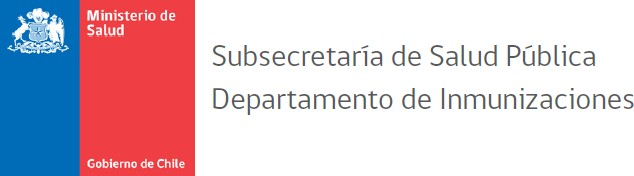 Ministerio de
Salud
Subsecretaría de Salud Pública
Departamento de Inmunizaciones
Gobierno de Chile